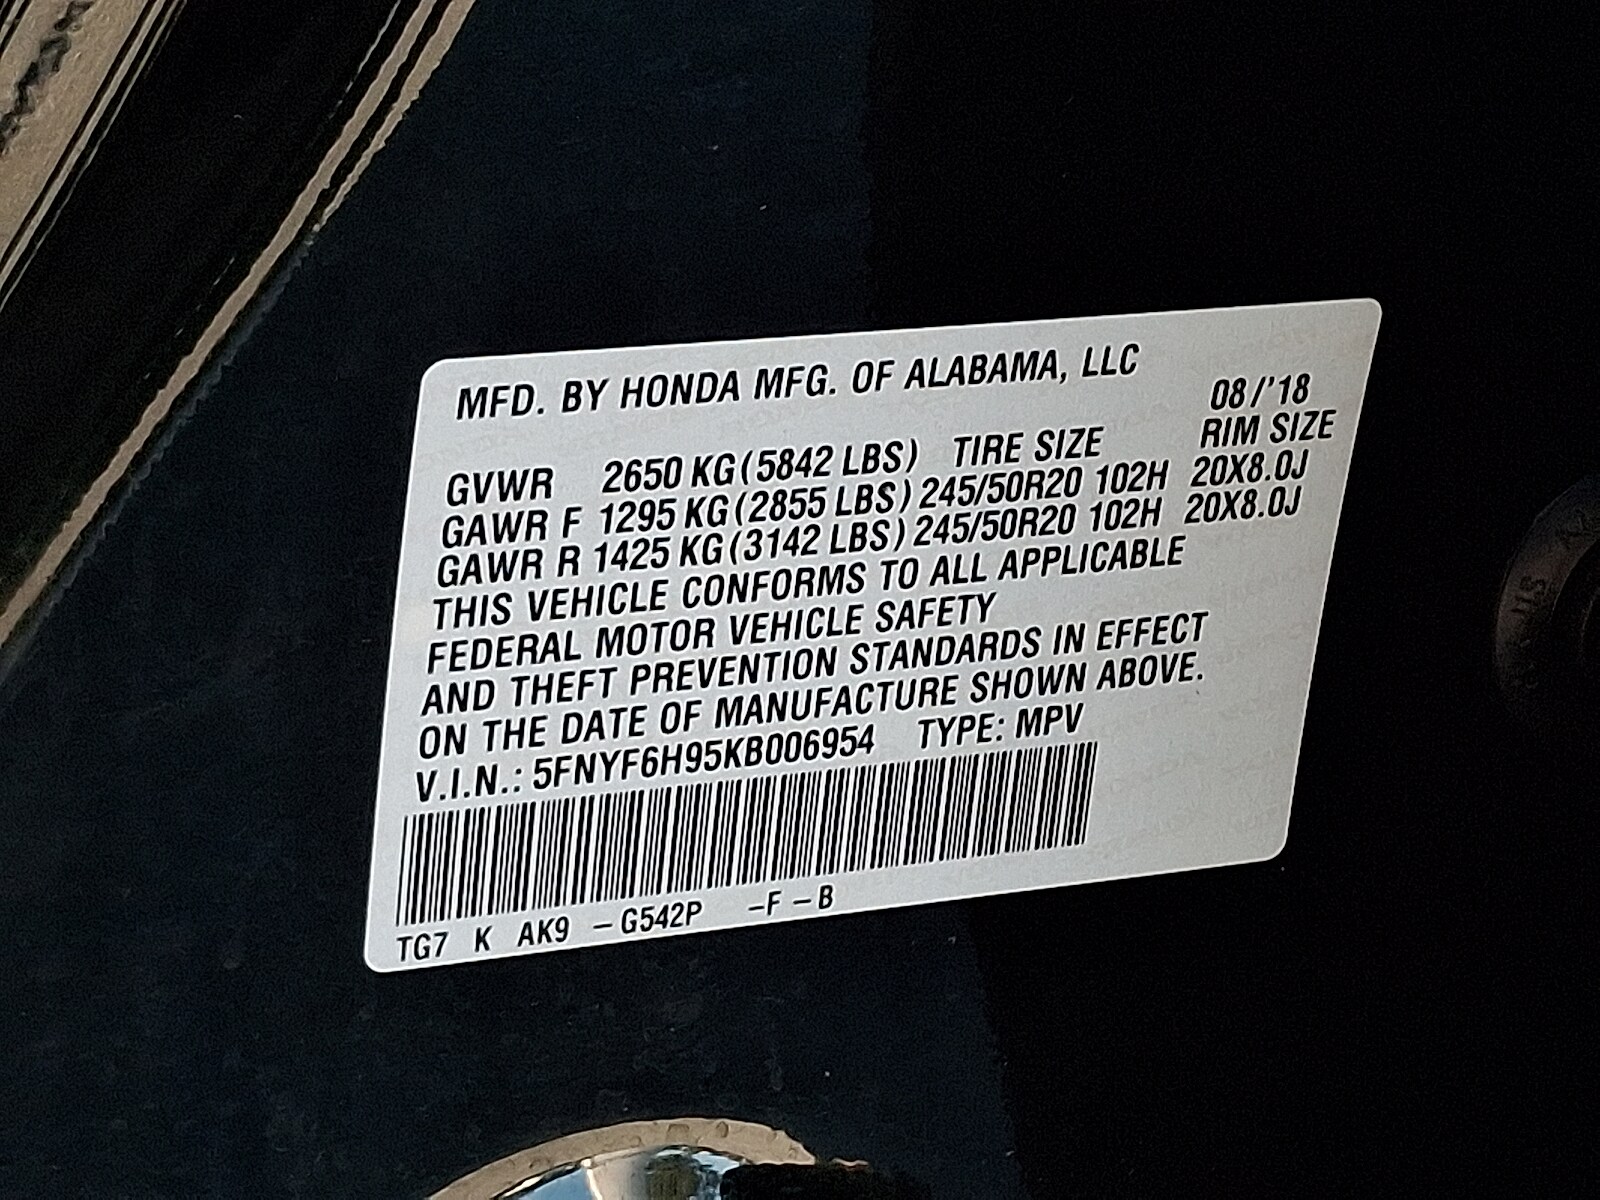 MFD. BY HONDA MFG. OF ALABAMA, LLC
08/'18
GVWR 2650 KG(5842 LBS) TIRE SIZE RIM SIZE
GAWR F 1295 KG(2855 LBS) 245/50R20 102H 20X8.0J
GAWR R 1425 KG(3142 LBS) 245/50R20 102H 20X8.0J
THIS VEHICLE CONFORMS TO ALL APPLICABLE
FEDERAL MOTOR VEHICLE SAFETY
AND THEFT PREVENTION STANDARDS IN EFFECT
ON THE DATE OF MANUFACTURE SHOWN ABOVE.
V.I.N.: 5FNYF6H95KB006954 TYPE: MPV
TG7 K AK9 –G542P –F–B